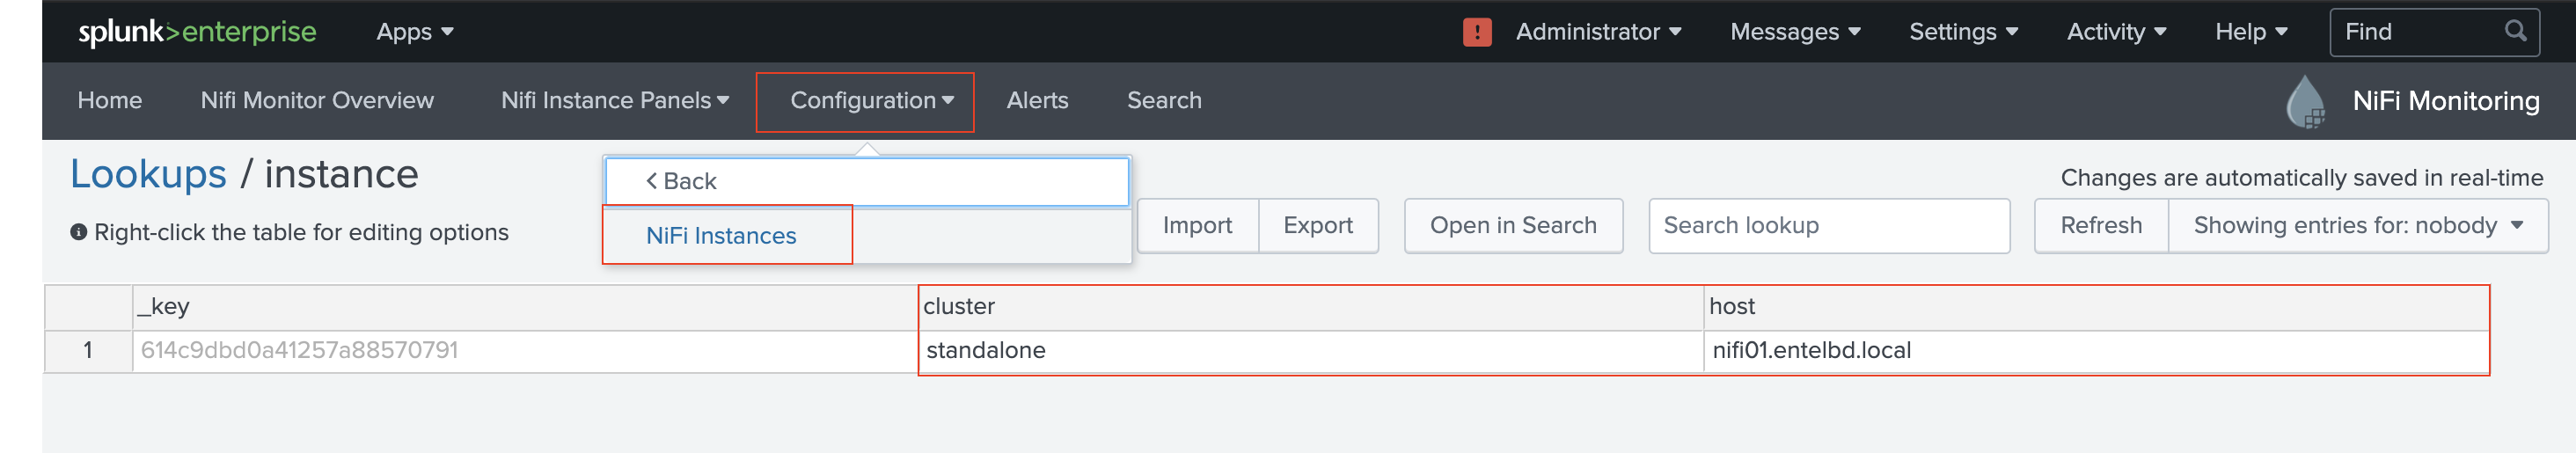 splunk>enterprise Apps ! Administrator Messages Settings Activity Help Find
Home Nifi Monitor Overview Nifi Instance Panels Configuration Alerts Search NiFi Monitoring
Lookups / instance
Changes are automatically saved in real-time
Right-click the table for editing options
< Back
NiFi Instances
Import Export Open in Search Search lookup Refresh Showing entries for: nobody
_key cluster host
1 614c9dbd0a41257a88570791 standalone nifi01.entelbd.local